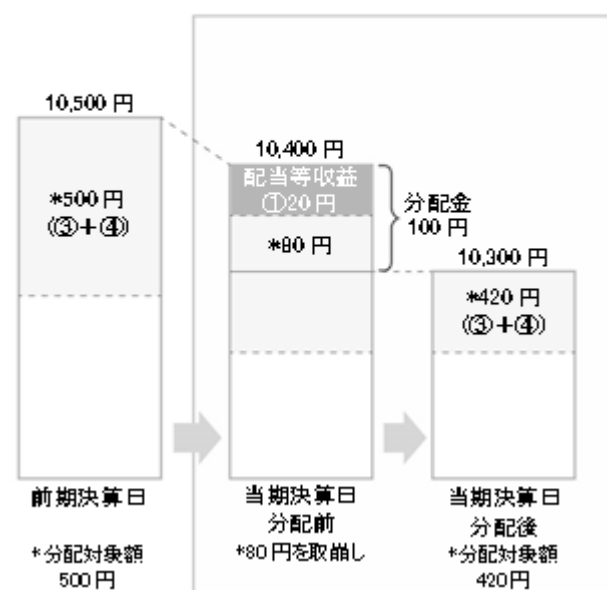 10,500 円
*500 円
(③+④)
前期決算日
*分配対象額
500 円
10,400 円
配当等収益
①20 円
*80 円
分配金
100 円
当期決算日
分配前
*80 円を取崩し
10,300 円
*420 円
(③+④)
当期決算日
分配後
*分配対象額
420円